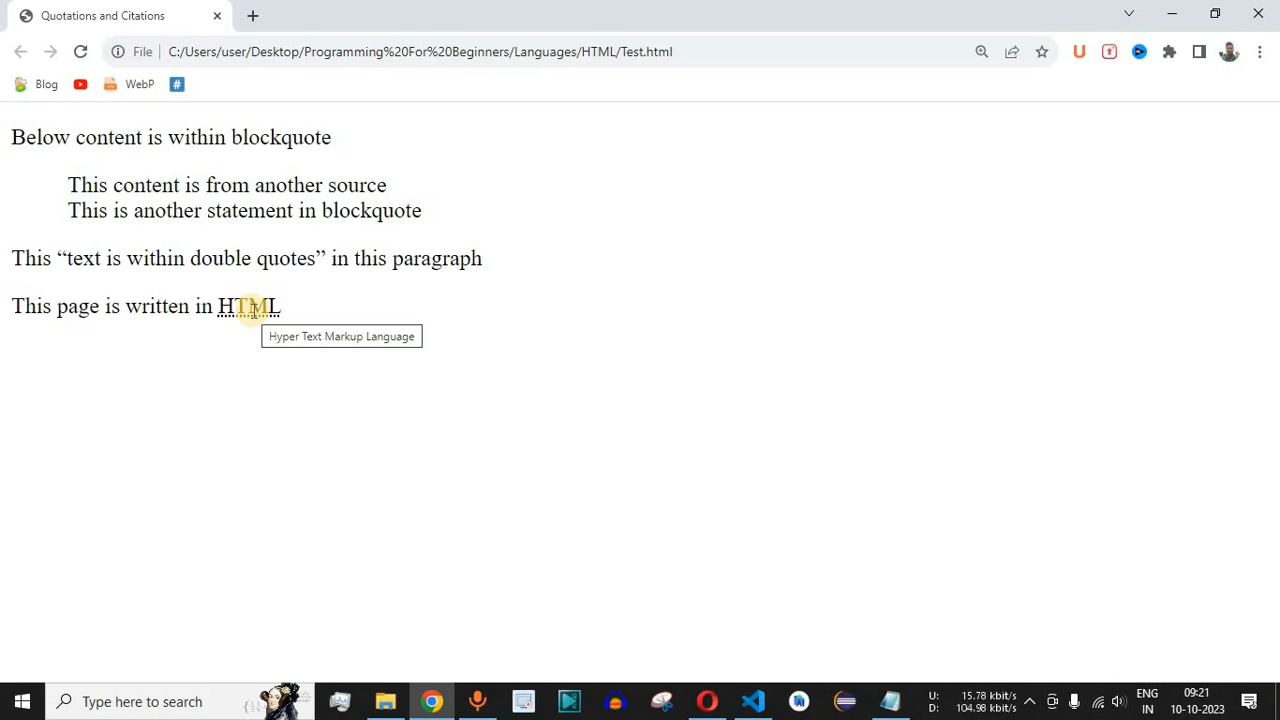 Quotations and Citations
File C:/Users/user/Desktop/Programming%20For%20Beginners/Languages/HTML/Test.html
Blog WebP #
Below content is within blockquote
This content is from another source
This is another statement in blockquote
This “text is within double quotes” in this paragraph
This page is written in HTML
Hyper Text Markup Language
Type here to search
U: 15.78 kbit/s
D: 104.98 kbit/s
ENG
IN
09:21
10-10-2023